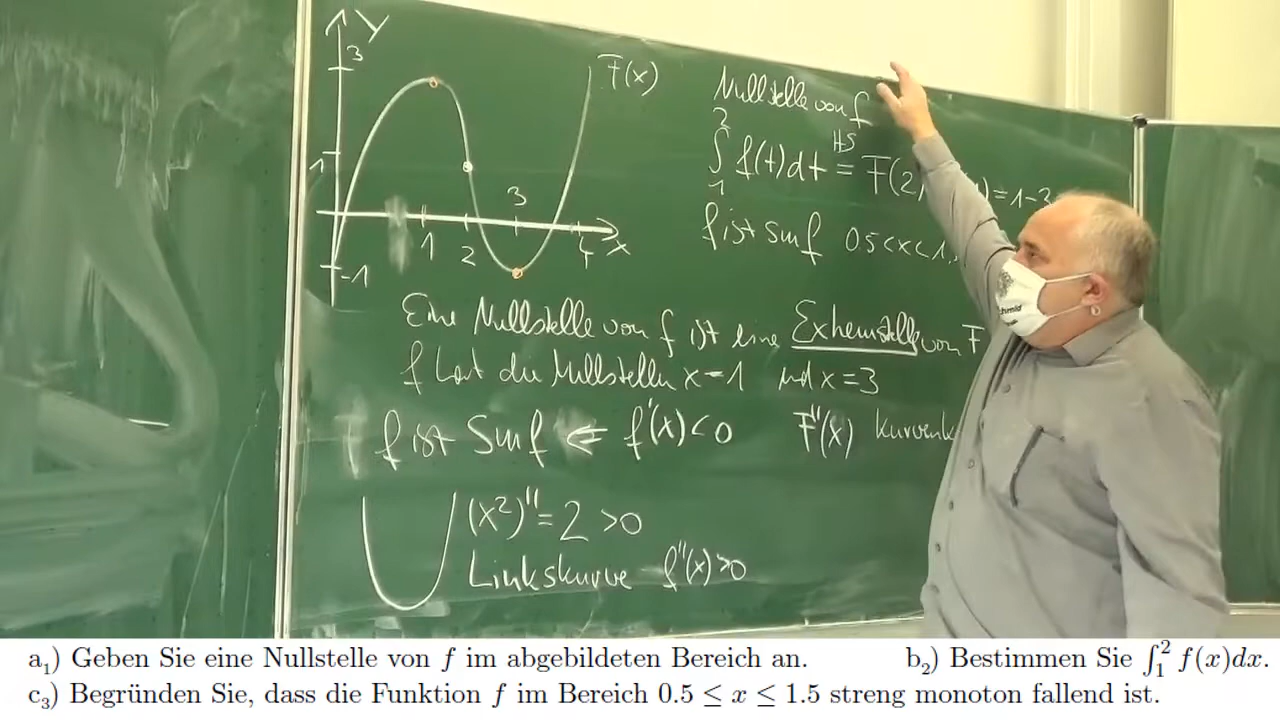 Y
3
F(x)
1
3
1
2
4
x
-1
Nullstelle von f
2
∫ f(t)dt = F(2
1
HS
)=1-3
f ist smf 0 5<x<1,
Eine Nullstelle von f ist eine Extremstelle von F
f hat die Nullstellen x=1 und x=3
f ist smf ⇐ f'(x)<0
F''(x) kurvenk
(x²)''=2 >0
Linkskurve f''(x)>0
a₁) Geben Sie eine Nullstelle von f im abgebildeten Bereich an.
b₂) Bestimmen Sie ∫₁² f(x)dx.
c₃) Begründen Sie, dass die Funktion f im Bereich 0.5 ≤ x ≤ 1.5 streng monoton fallend ist.